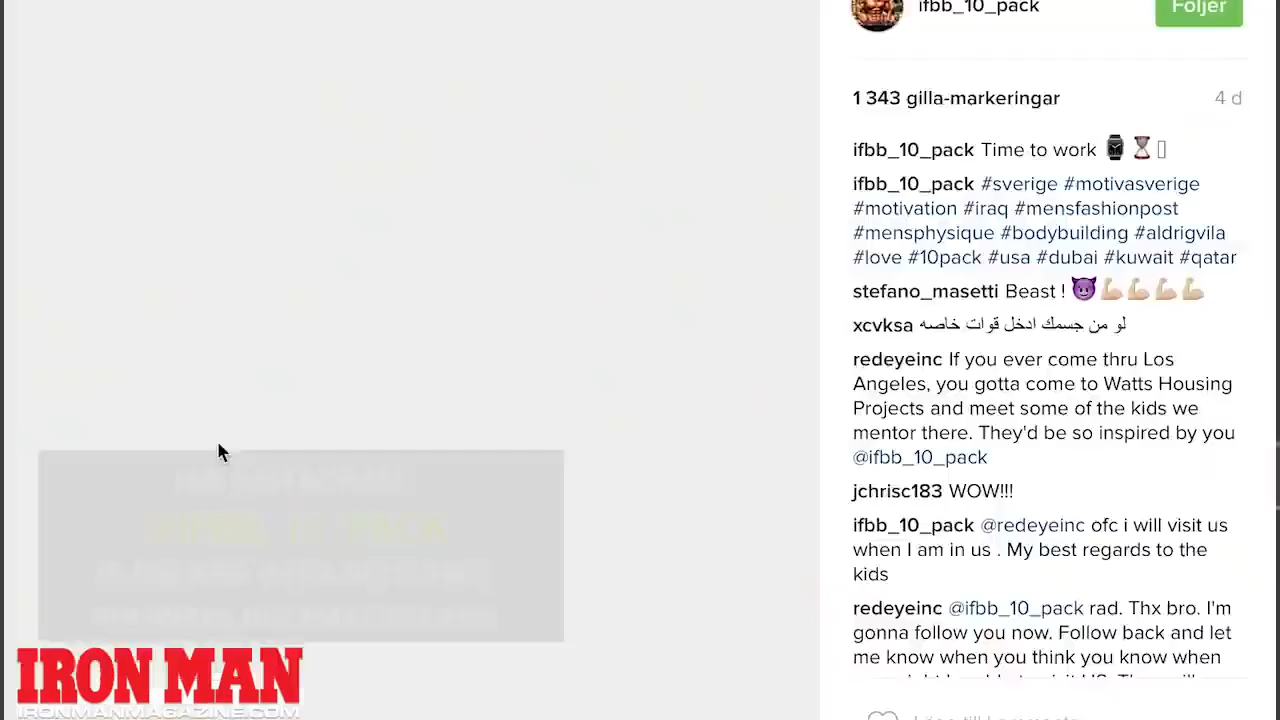 ifbb_10_pack
Följer
1 343 gilla-markeringar
4 d
ifbb_10_pack Time to work
ifbb_10_pack #sverige #motivasverige
#motivation #iraq #mensfashionpost
#mensphysique #bodybuilding #aldrigvila
#love #10pack #usa #dubai #kuwait #qatar
stefano_masetti Beast ! 😈💪🏼💪🏼💪🏼💪🏼
xcvksa لو من جسمك ادخل قوات خاصه
redeyeinc If you ever come thru Los
Angeles, you gotta come to Watts Housing
Projects and meet some of the kids we
mentor there. They'd be so inspired by you
@ifbb_10_pack
jchrisc183 WOW!!!
ifbb_10_pack @redeyeinc ofc i will visit us
when I am in us . My best regards to the
kids
redeyeinc @ifbb_10_pack rad. Thx bro. I'm
gonna follow you now. Follow back and let
me know when you think you know when
IRON MAN
IRONMANMAGAZINE.COM